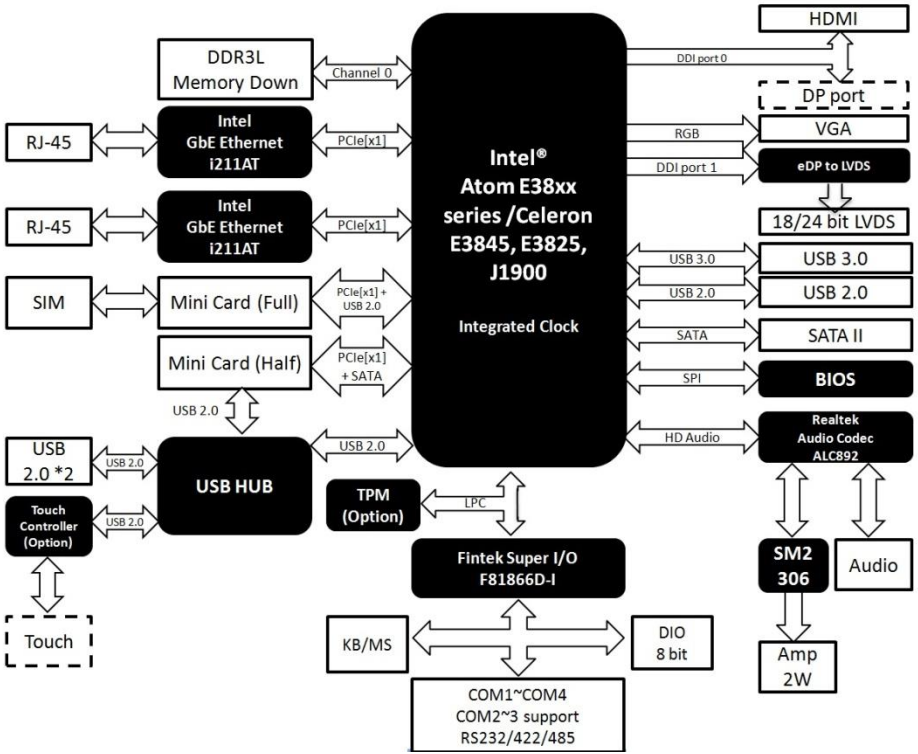 HDMI
DDR3L
Memory Down
Channel 0
DDI port 0
DP port
Intel
GbE Ethernet
i211AT
RJ-45
PCIe[x1]
RGB
VGA
DDI port 1
eDP to LVDS
Intel®
Atom E38xx
series /Celeron
E3845, E3825,
J1900
Integrated Clock
Intel
GbE Ethernet
i211AT
RJ-45
PCIe[x1]
18/24 bit LVDS
USB 3.0
USB 3.0
SIM
Mini Card (Full)
PCIe[x1] +
USB 2.0
USB 2.0
USB 2.0
Mini Card (Half)
PCIe[x1]
+ SATA
SATA
SATA II
SPI
BIOS
USB 2.0
USB
2.0 *2
USB 2.0
USB HUB
USB 2.0
HD Audio
Realtek
Audio Codec
ALC892
Touch
Controller
(Option)
USB 2.0
TPM
(Option)
LPC
Fintek Super I/O
F81866D-I
SM2
306
Audio
Touch
KB/MS
DIO
8 bit
Amp
2W
COM1~COM4
COM2~3 support
RS232/422/485